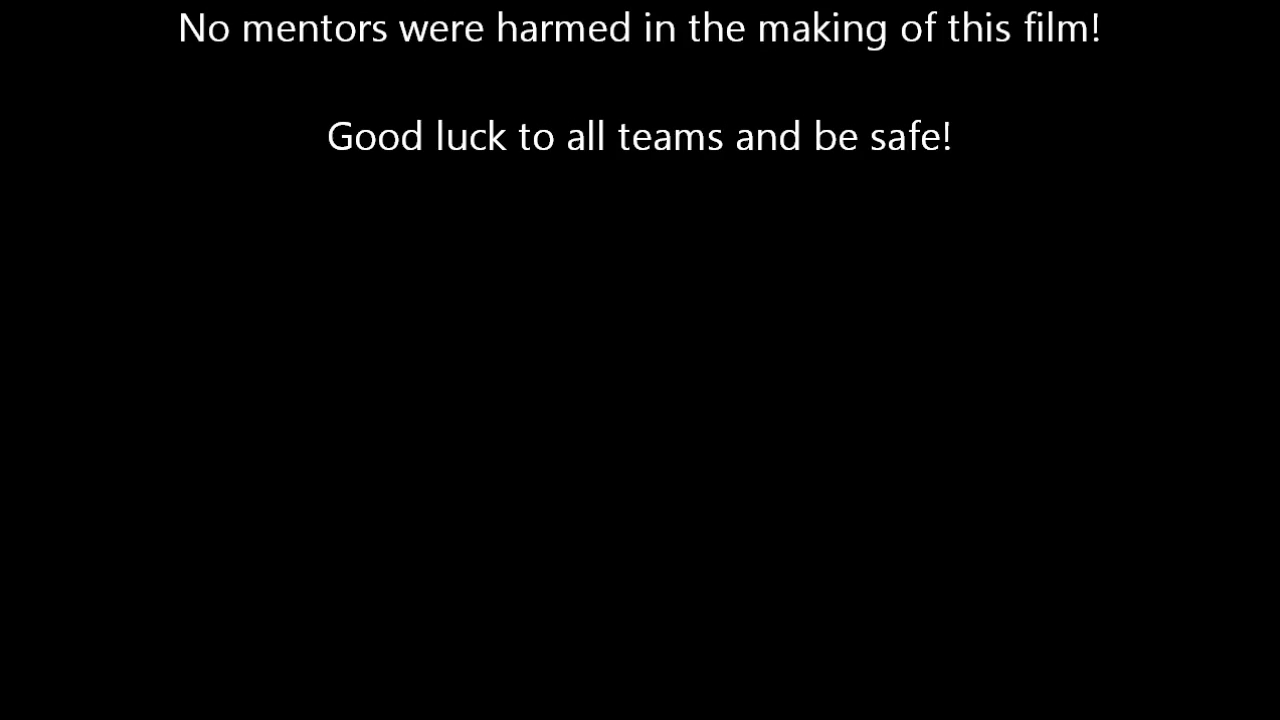 No mentors were harmed in the making of this film!
Good luck to all teams and be safe!